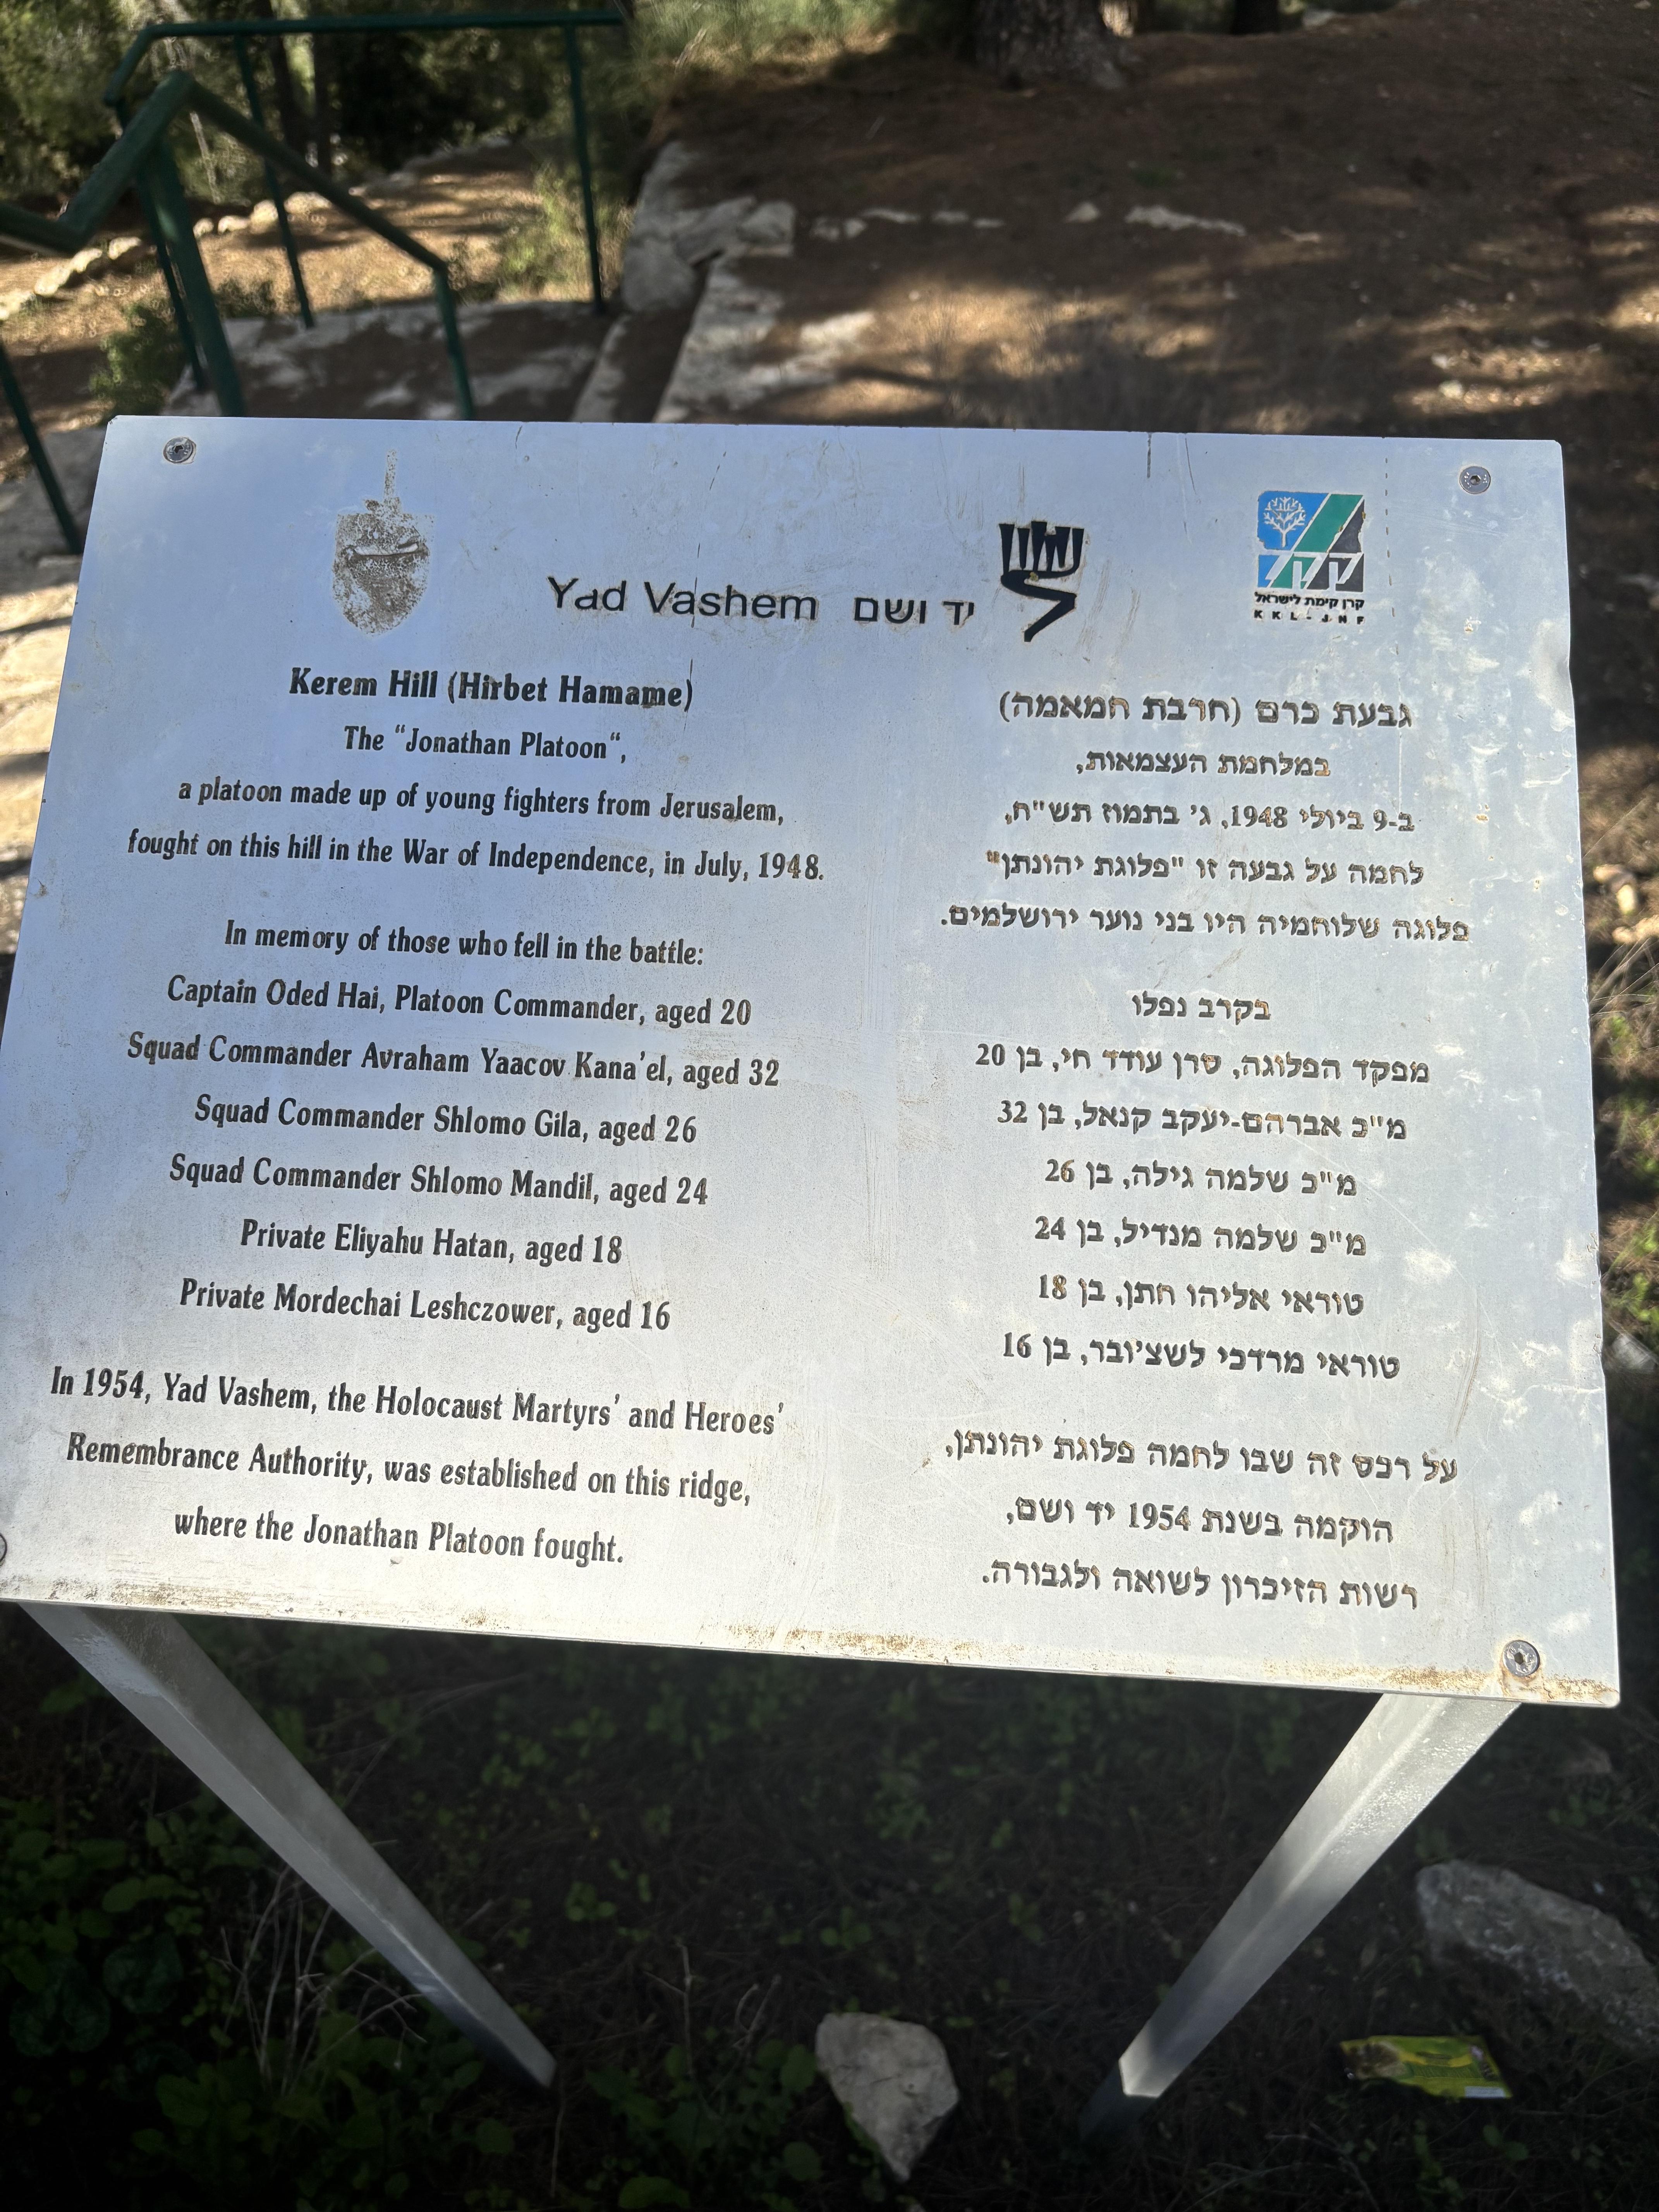 Yad Vashem יד ושם
קק"ל
קרן קימת לישראל
KKL-JNF
Kerem Hill (Hirbet Hamame)
The "Jonathan Platoon",
a platoon made up of young fighters from Jerusalem,
fought on this hill in the War of Independence, in July, 1948.
In memory of those who fell in the battle:
Captain Oded Hai, Platoon Commander, aged 20
Squad Commander Avraham Yaacov Kana'el, aged 32
Squad Commander Shlomo Gila, aged 26
Squad Commander Shlomo Mandil, aged 24
Private Eliyahu Hatan, aged 18
Private Mordechai Leshczower, aged 16
In 1954, Yad Vashem, the Holocaust Martyrs' and Heroes'
Remembrance Authority, was established on this ridge,
where the Jonathan Platoon fought.
גבעת כרם (חרבת חמאמה)
במלחמת העצמאות,
ב-9 ביולי 1948, ג' בתמוז תש"ח,
לחמה על גבעה זו "פלוגת יהונתן"
פלוגה שלוחמיה היו בני נוער ירושלמים.
בקרב נפלו
מפקד הפלוגה, סרן עודד חי, בן 20
מ"כ אברהם-יעקב קנאל, בן 32
מ"כ שלמה גילה, בן 26
מ"כ שלמה מנדיל, בן 24
טוראי אליהו חתן, בן 18
טוראי מרדכי לשצ'ובר, בן 16
על רכס זה שבו לחמה פלוגת יהונתן,
הוקמה בשנת 1954 יד ושם,
רשות הזיכרון לשואה ולגבורה.